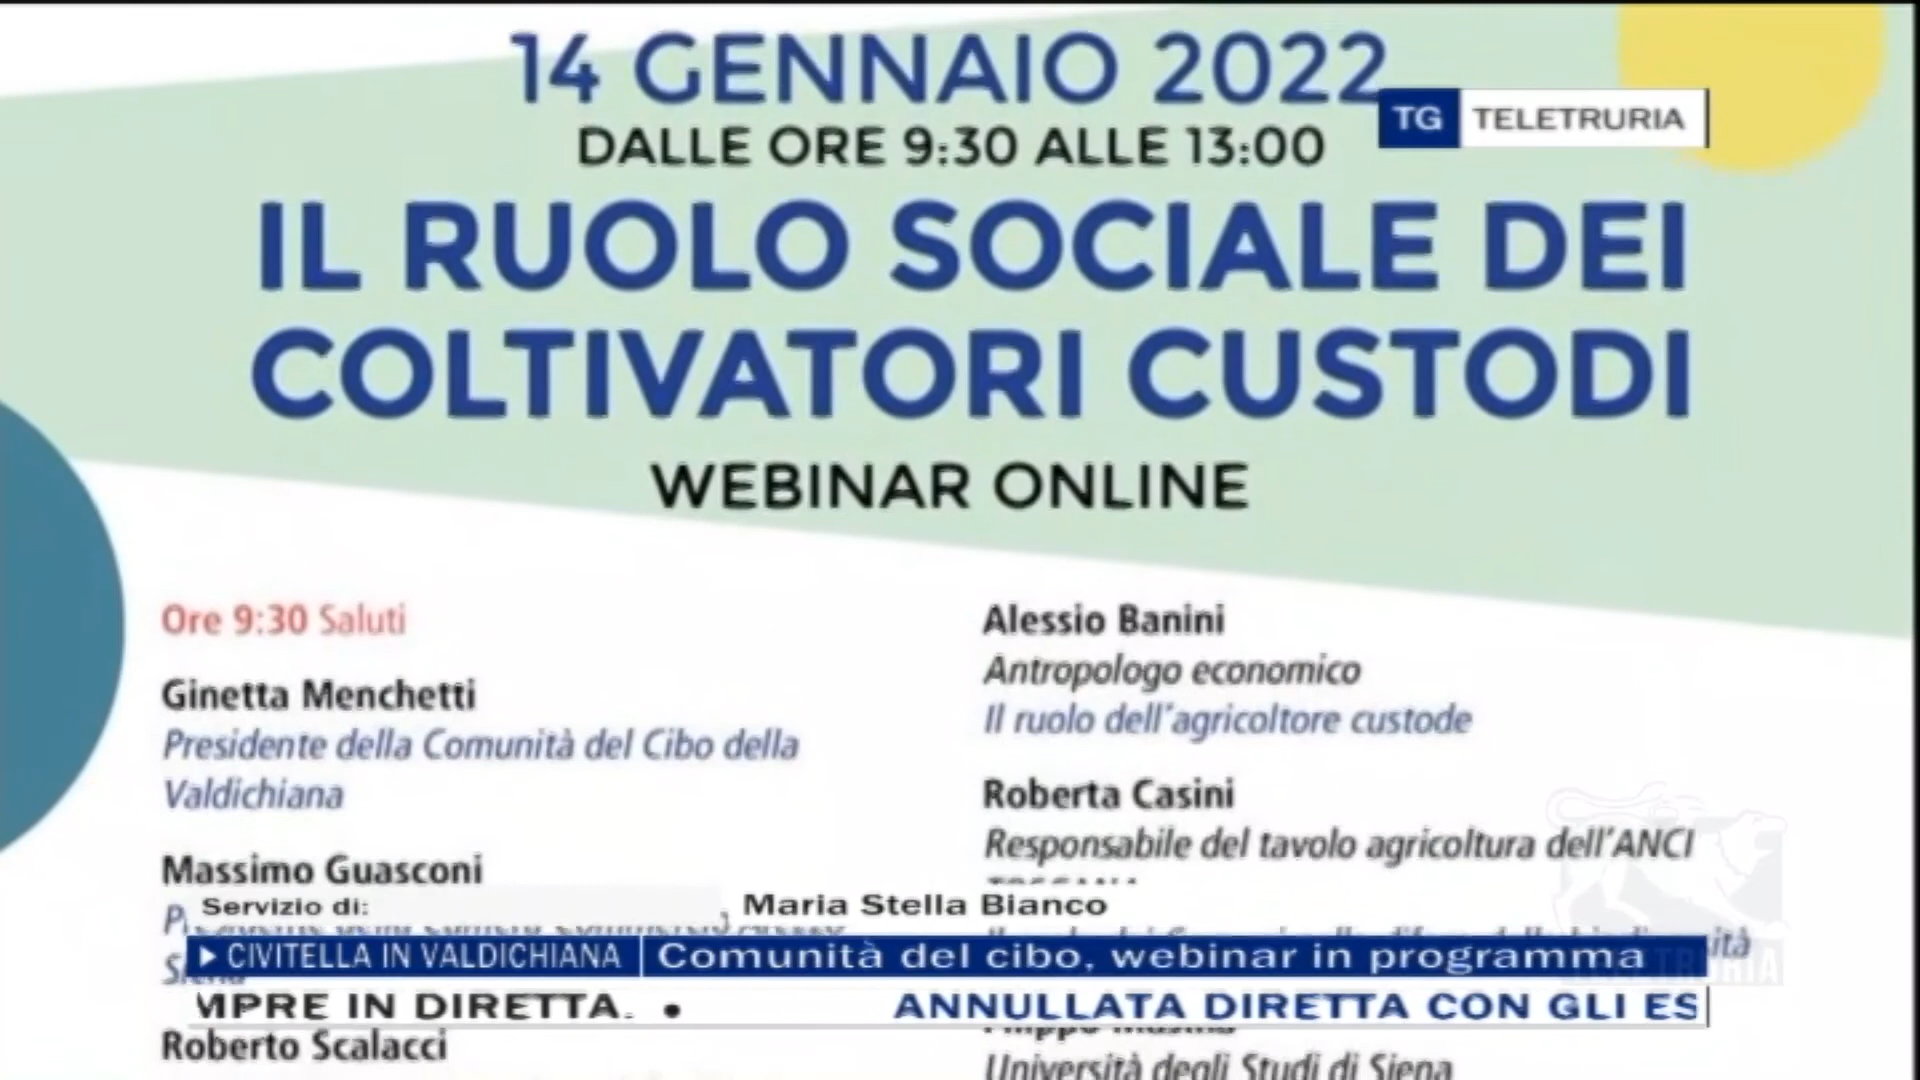 14 GENNAIO 2022
DALLE ORE 9:30 ALLE 13:00
TG TELETRURIA
IL RUOLO SOCIALE DEI
COLTIVATORI CUSTODI
WEBINAR ONLINE
Ore 9:30 Saluti
Ginetta Menchetti
Presidente della Comunità del Cibo della
Valdichiana
Massimo Guasconi
Alessio Banini
Antropologo economico
Il ruolo dell'agricoltore custode
Roberta Casini
Responsabile del tavolo agricoltura dell'ANCI
Servizio di: Maria Stella Bianco
CIVITELLA IN VALDICHIANA Comunità del cibo, webinar in programma
MPRE IN DIRETTA. • ANNULLATA DIRETTA CON GLI ES
Roberto Scalacci
Università degli Studi di Siena